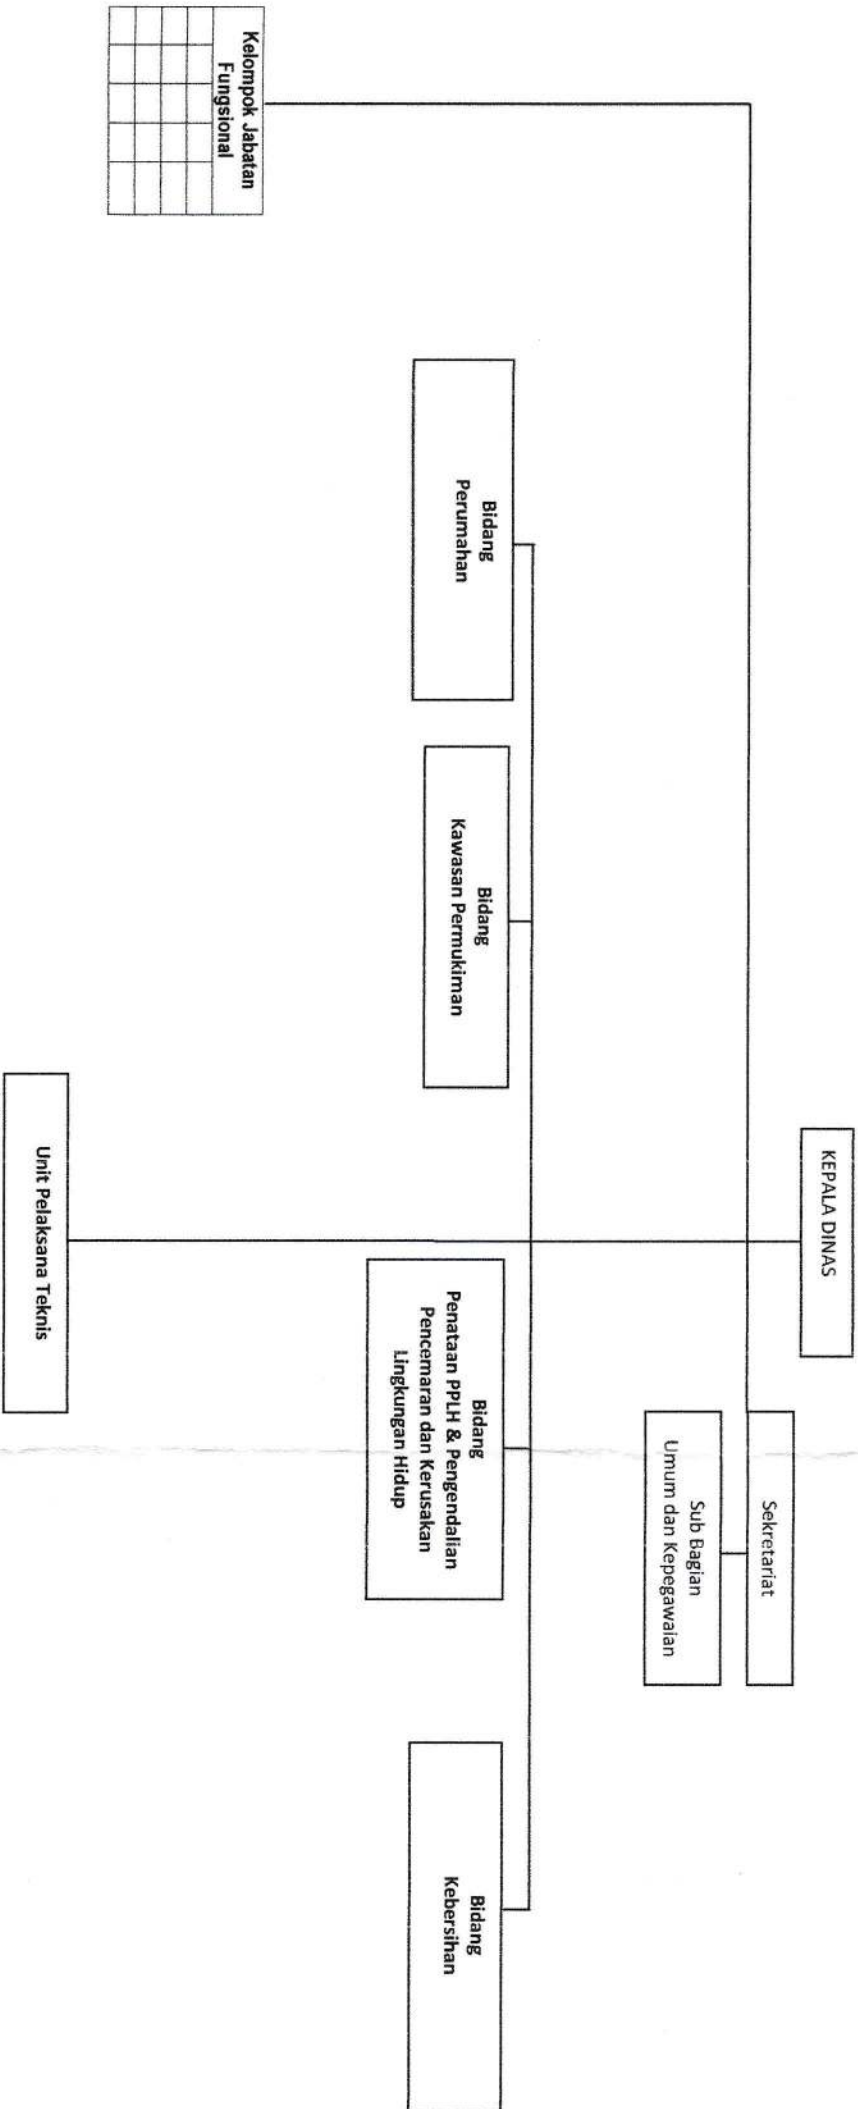 KEPALA DINAS
Sekretariat
Sub Bagian
Umum dan Kepegawaian
Kelompok Jabatan
Fungsional
Bidang
Perumahan
Bidang
Kawasan Permukiman
Bidang
Penataan PPLH & Pengendalian
Pencemaran dan Kerusakan
Lingkungan Hidup
Bidang
Kebersihan
Unit Pelaksana Teknis